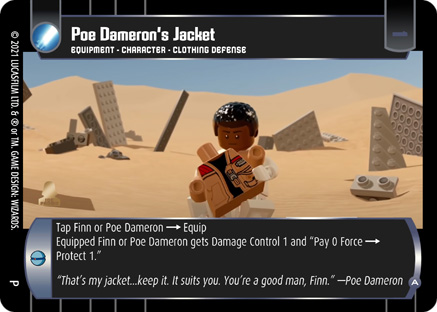 Poe Dameron's Jacket
EQUIPMENT - CHARACTER - CLOTHING DEFENSE
© 2021 LUCASFILM LTD. & ® or TM. GAME DESIGN: WIZARDS.
Tap Finn or Poe Dameron → Equip
Equipped Finn or Poe Dameron gets Damage Control 1 and “Pay 0 Force →
Protect 1.”
“That's my jacket...keep it. It suits you. You're a good man, Finn.” —Poe Dameron
P
A